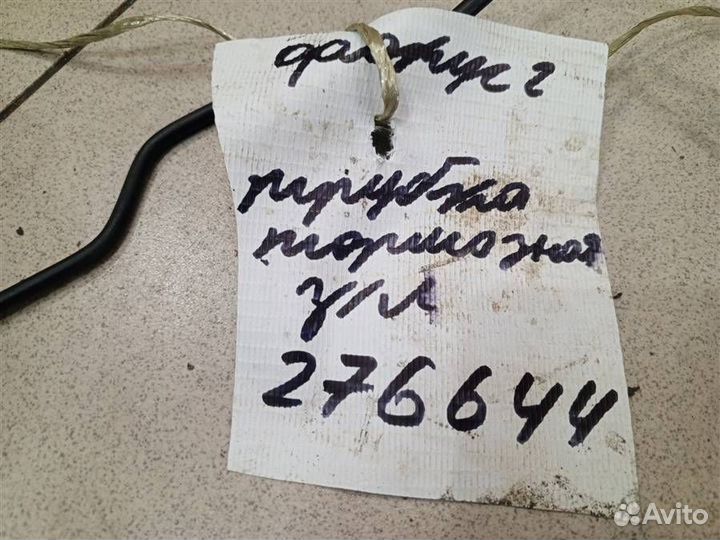 фокус 2
трубка
тормозная
з/л
276644
Avito